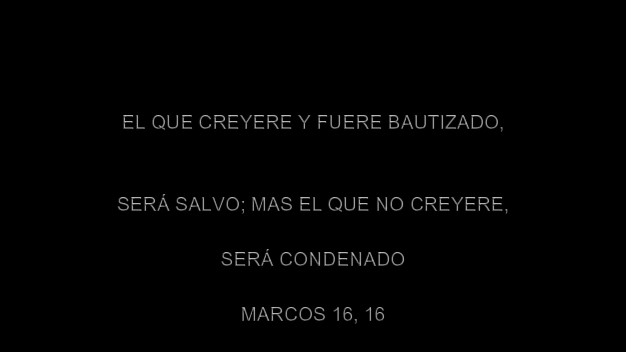 EL QUE CREYERE Y FUERE BAUTIZADO,
SERÁ SALVO; MAS EL QUE NO CREYERE,
SERÁ CONDENADO
MARCOS 16, 16